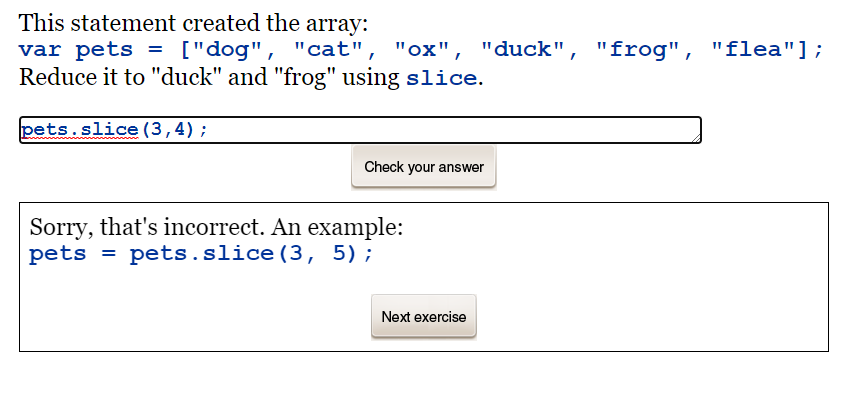 This statement created the array:
var pets = ["dog", "cat", "ox", "duck", "frog", "flea"];
Reduce it to "duck" and "frog" using slice.
pets.slice(3,4);
Check your answer
Sorry, that's incorrect. An example:
pets = pets.slice(3, 5);
Next exercise